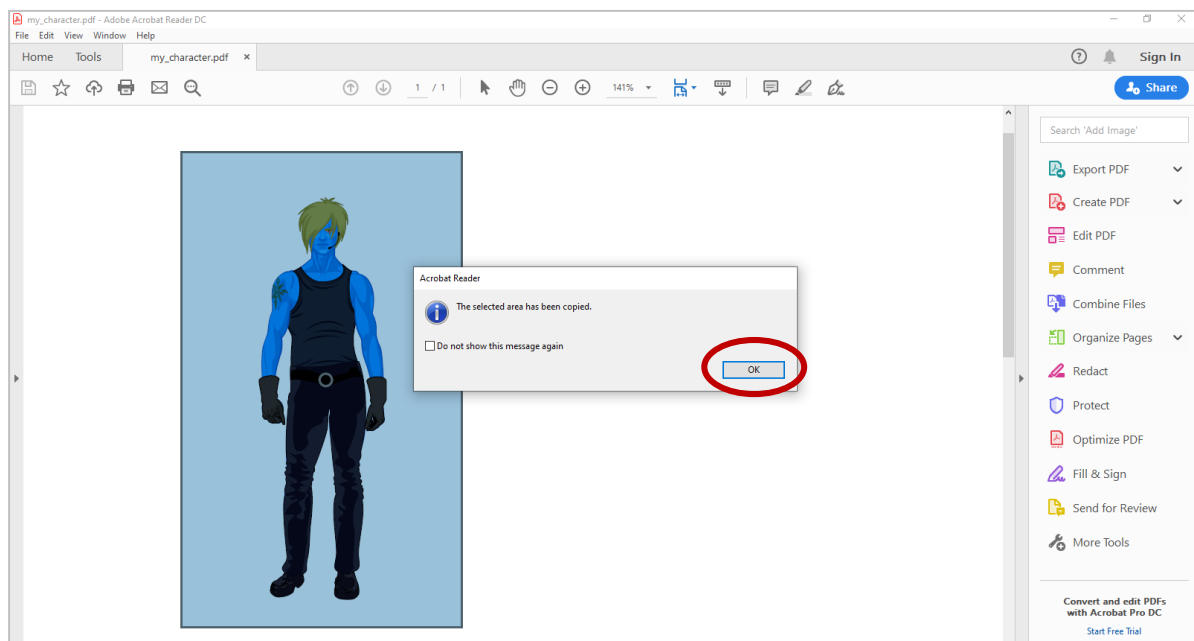 my_character.pdf - Adobe Acrobat Reader DC
File Edit View Window Help
Home Tools my_character.pdf × Sign In
1 / 1 141% Share
Search 'Add Image'
Export PDF
Create PDF
Edit PDF
Comment
Combine Files
Organize Pages
Redact
Protect
Optimize PDF
Fill & Sign
Send for Review
More Tools
Convert and edit PDFs
with Acrobat Pro DC
Start Free Trial
Acrobat Reader
The selected area has been copied.
Do not show this message again
OK